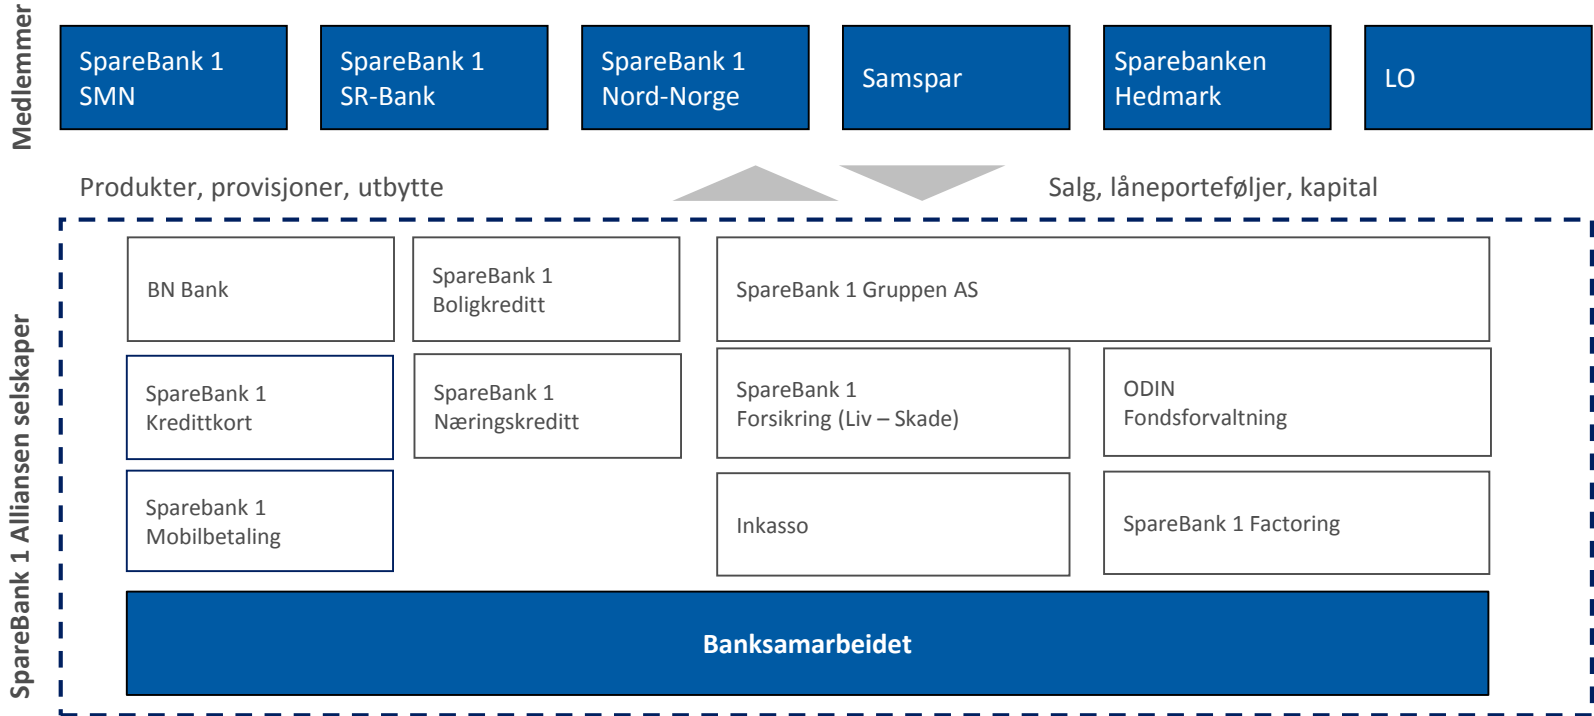 Medlemmer
SpareBank 1
SMN
SpareBank 1
SR-Bank
SpareBank 1
Nord-Norge
Samspar
Sparebanken
Hedmark
LO
Produkter, provisjoner, utbytte
Salg, låneporteføljer, kapital
SpareBank 1 Alliansen selskaper
BN Bank
SpareBank 1
Boligkreditt
SpareBank 1 Gruppen AS
SpareBank 1
Kredittkort
SpareBank 1
Næringskreditt
SpareBank 1
Forsikring (Liv – Skade)
ODIN
Fondsforvaltning
Sparebank 1
Mobilbetaling
Inkasso
SpareBank 1 Factoring
Banksamarbeidet